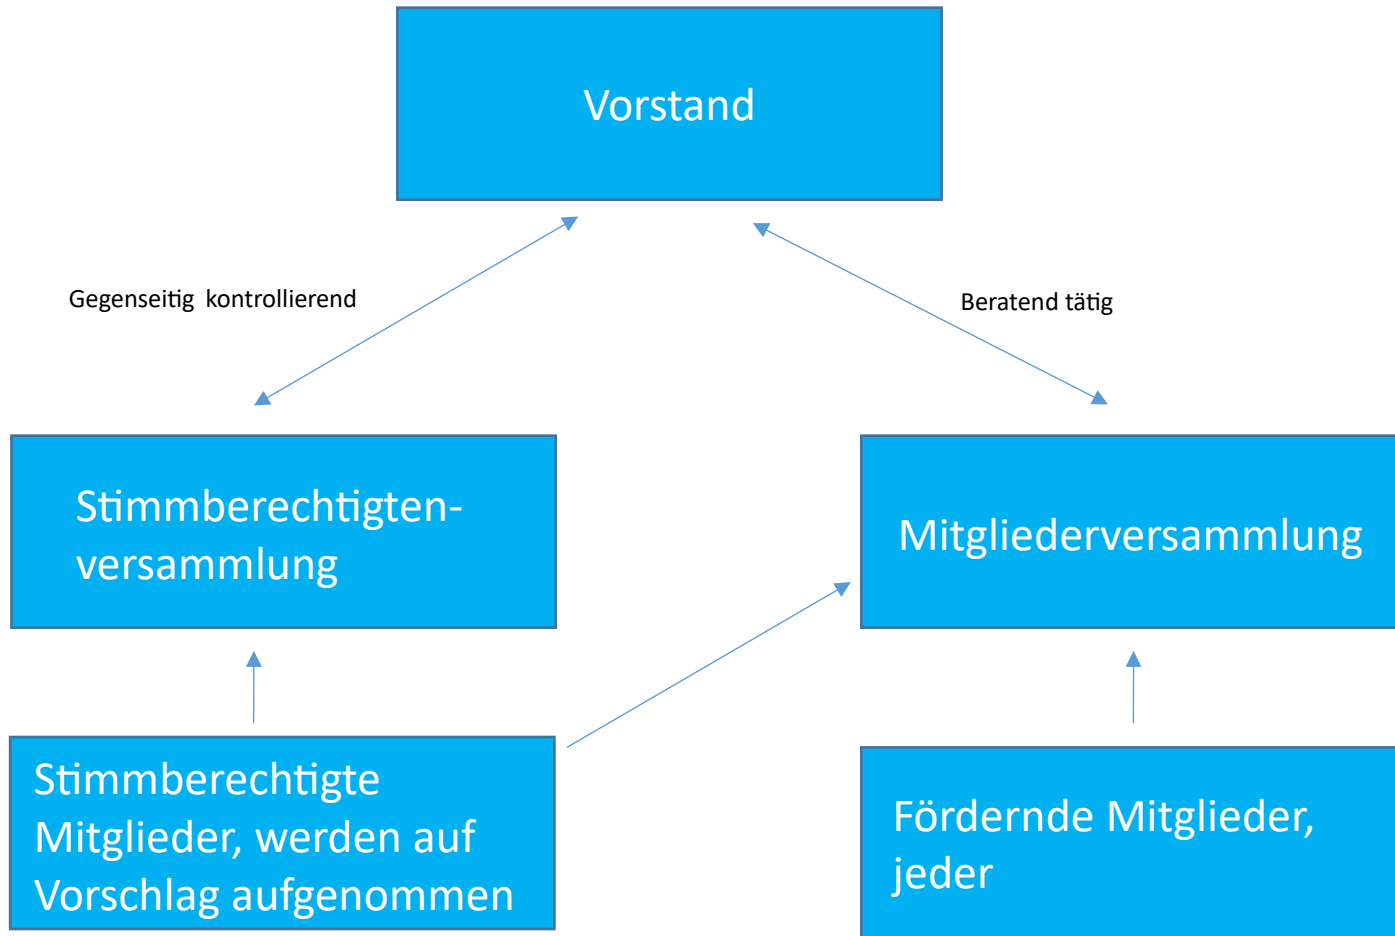 Vorstand
Gegenseitig kontrollierend
Beratend tätig
Stimmberechtigten-
versammlung
Mitgliederversammlung
Stimmberechtigte
Mitglieder, werden auf
Vorschlag aufgenommen
Fördernde Mitglieder,
jeder